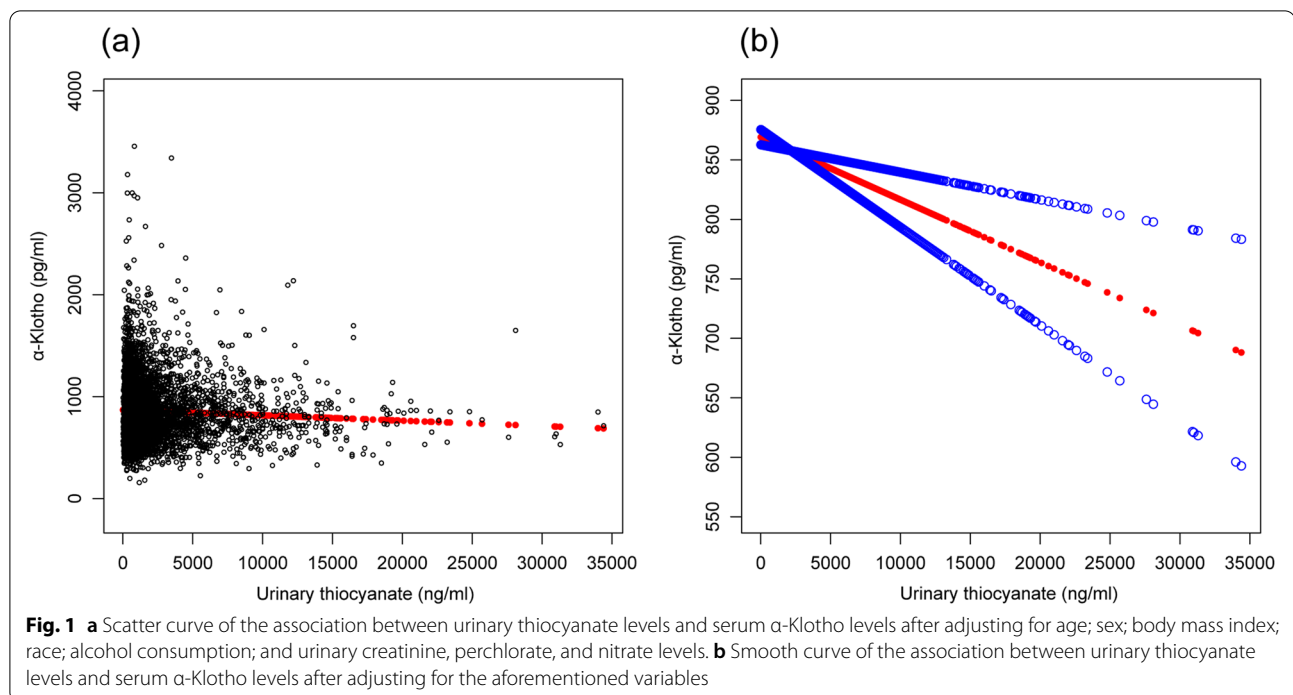 (a)
(b)
4000
3000
2000
1000
0
α-Klotho (pg/ml)
0 5000 10000 15000 20000 25000 30000 35000
Urinary thiocyanate (ng/ml)
900
850
800
750
700
650
600
550
α-Klotho (pg/ml)
0 5000 10000 15000 20000 25000 30000 35000
Urinary thiocyanate (ng/ml)
Fig. 1 a Scatter curve of the association between urinary thiocyanate levels and serum α-Klotho levels after adjusting for age; sex; body mass index;
race; alcohol consumption; and urinary creatinine, perchlorate, and nitrate levels. b Smooth curve of the association between urinary thiocyanate
levels and serum α-Klotho levels after adjusting for the aforementioned variables